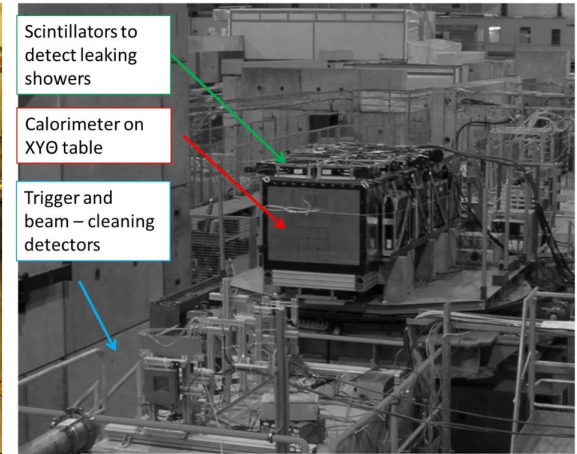 Scintillators to
detect leaking
showers
Calorimeter on
XYΘ table
Trigger and
beam – cleaning
detectors